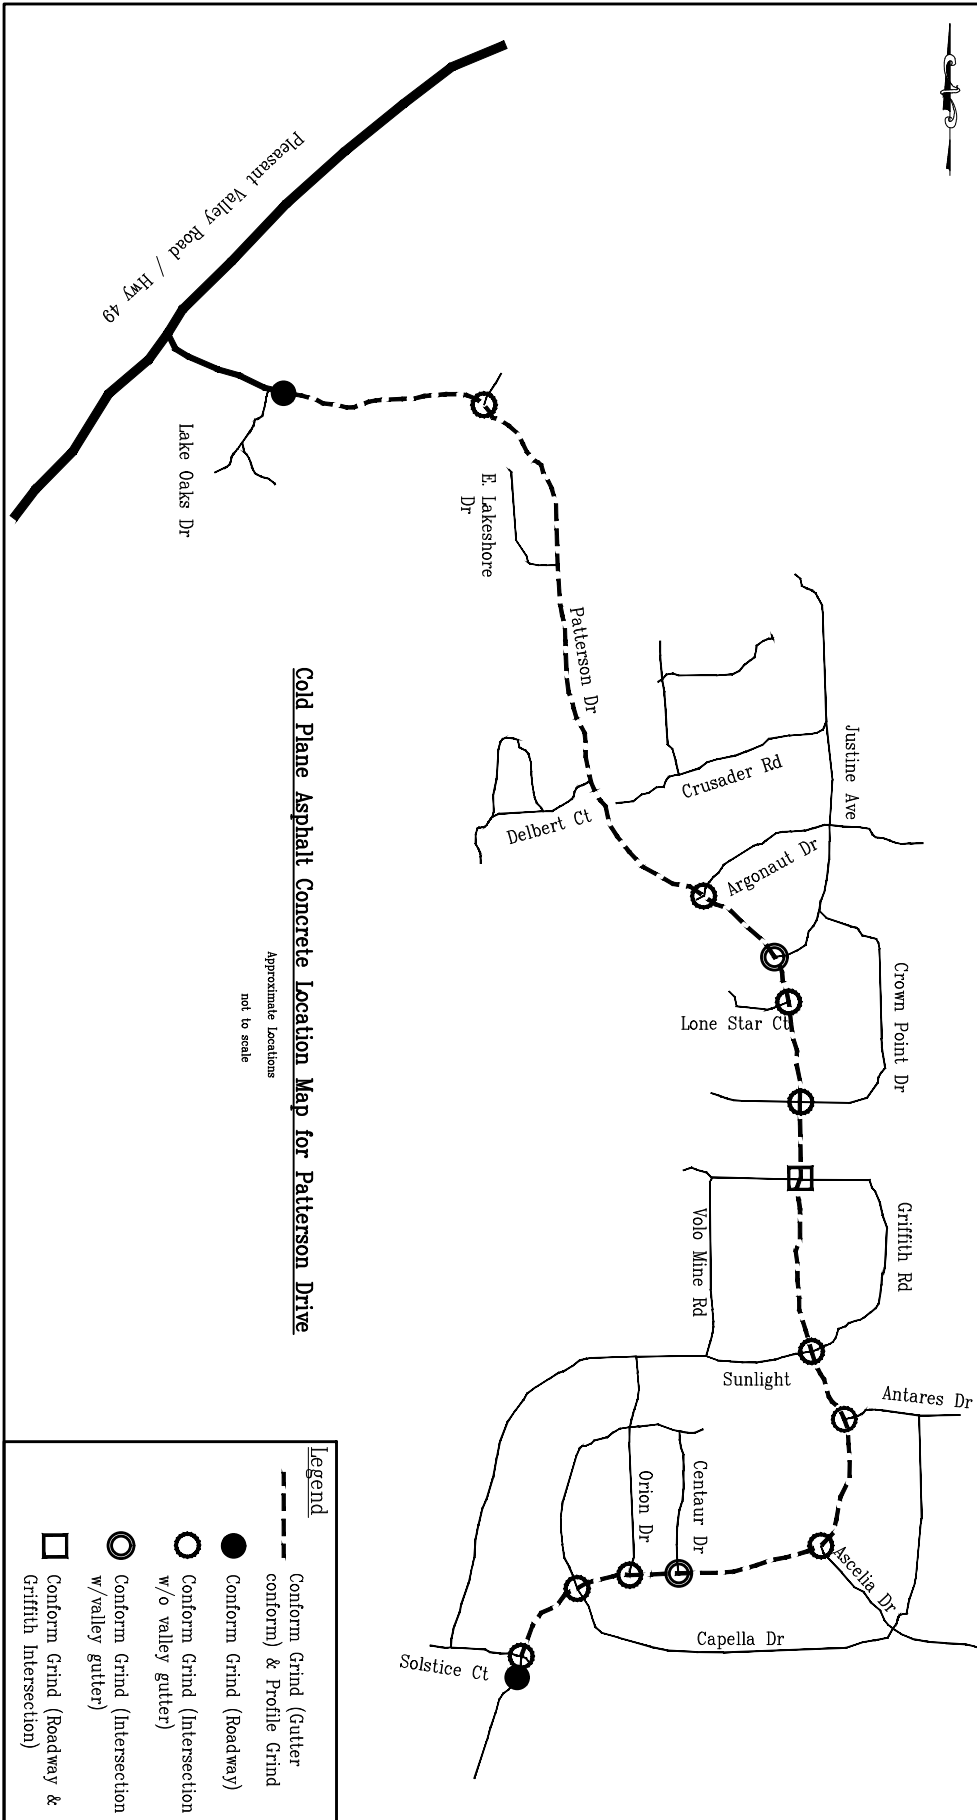 Pleasant Valley Road / Hwy 49
Lake Oaks Dr
E. Lakeshore
Dr
Patterson Dr
Delbert Ct
Crusader Rd
Justine Ave
Argonaut Dr
Lone Star Ct
Crown Point Dr
Volo Mine Rd
Griffith Rd
Sunlight
Antares Dr
Orion Dr
Centaur Dr
Ascelia Dr
Capella Dr
Solstice Ct
Cold Plane Asphalt Concrete Location Map for Patterson Drive
Approximate Locations
not to scale
Legend
Conform Grind (Gutter
conform) & Profile Grind
Conform Grind (Roadway)
Conform Grind (Intersection
w/o valley gutter)
Conform Grind (Intersection
w/valley gutter)
Conform Grind (Roadway &
Griffith Intersection)